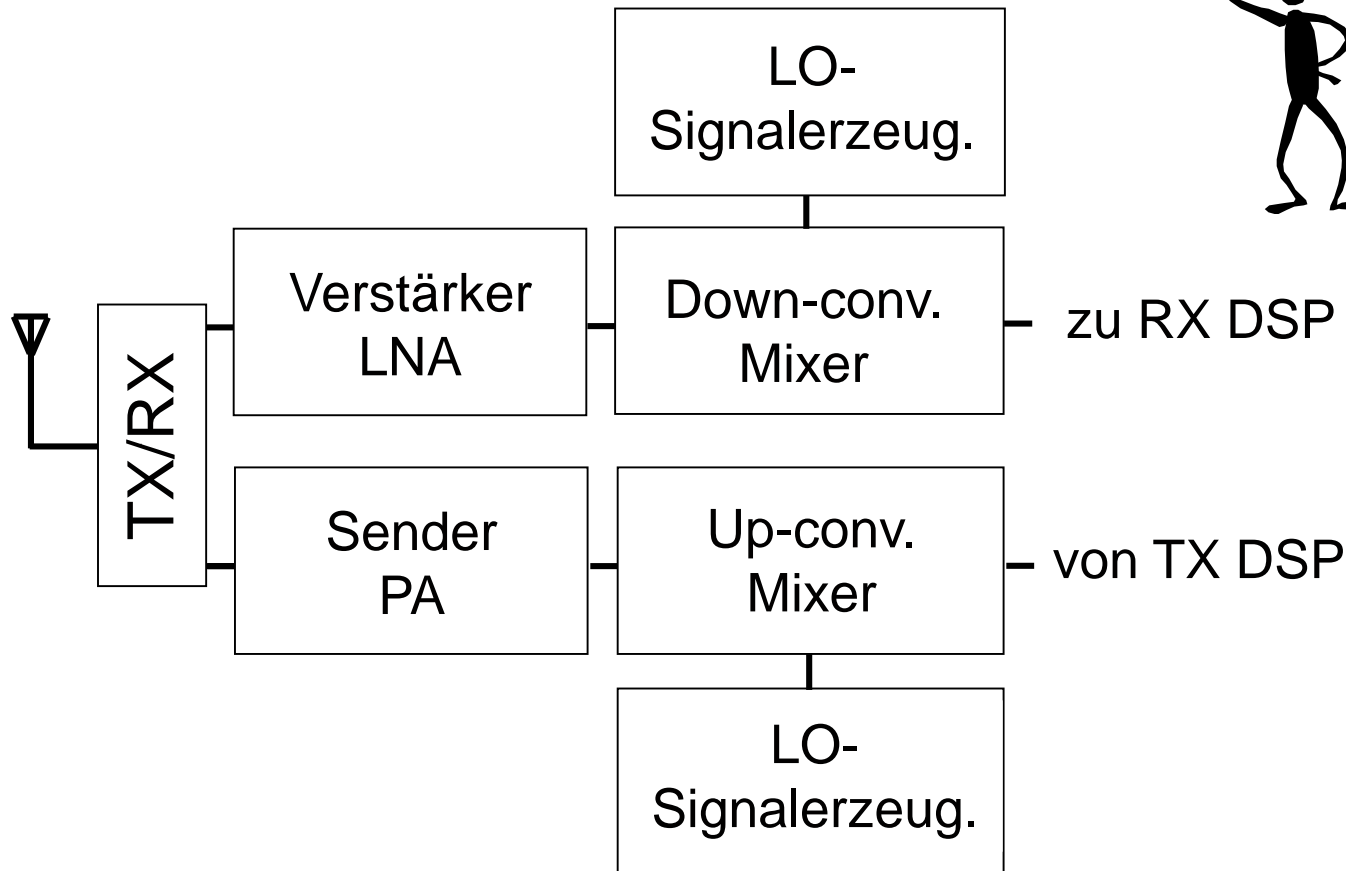 LO-
Signalerzeug.
Verstärker
LNA
Down-conv.
Mixer
zu RX DSP
TX/RX
Sender
PA
Up-conv.
Mixer
von TX DSP
LO-
Signalerzeug.